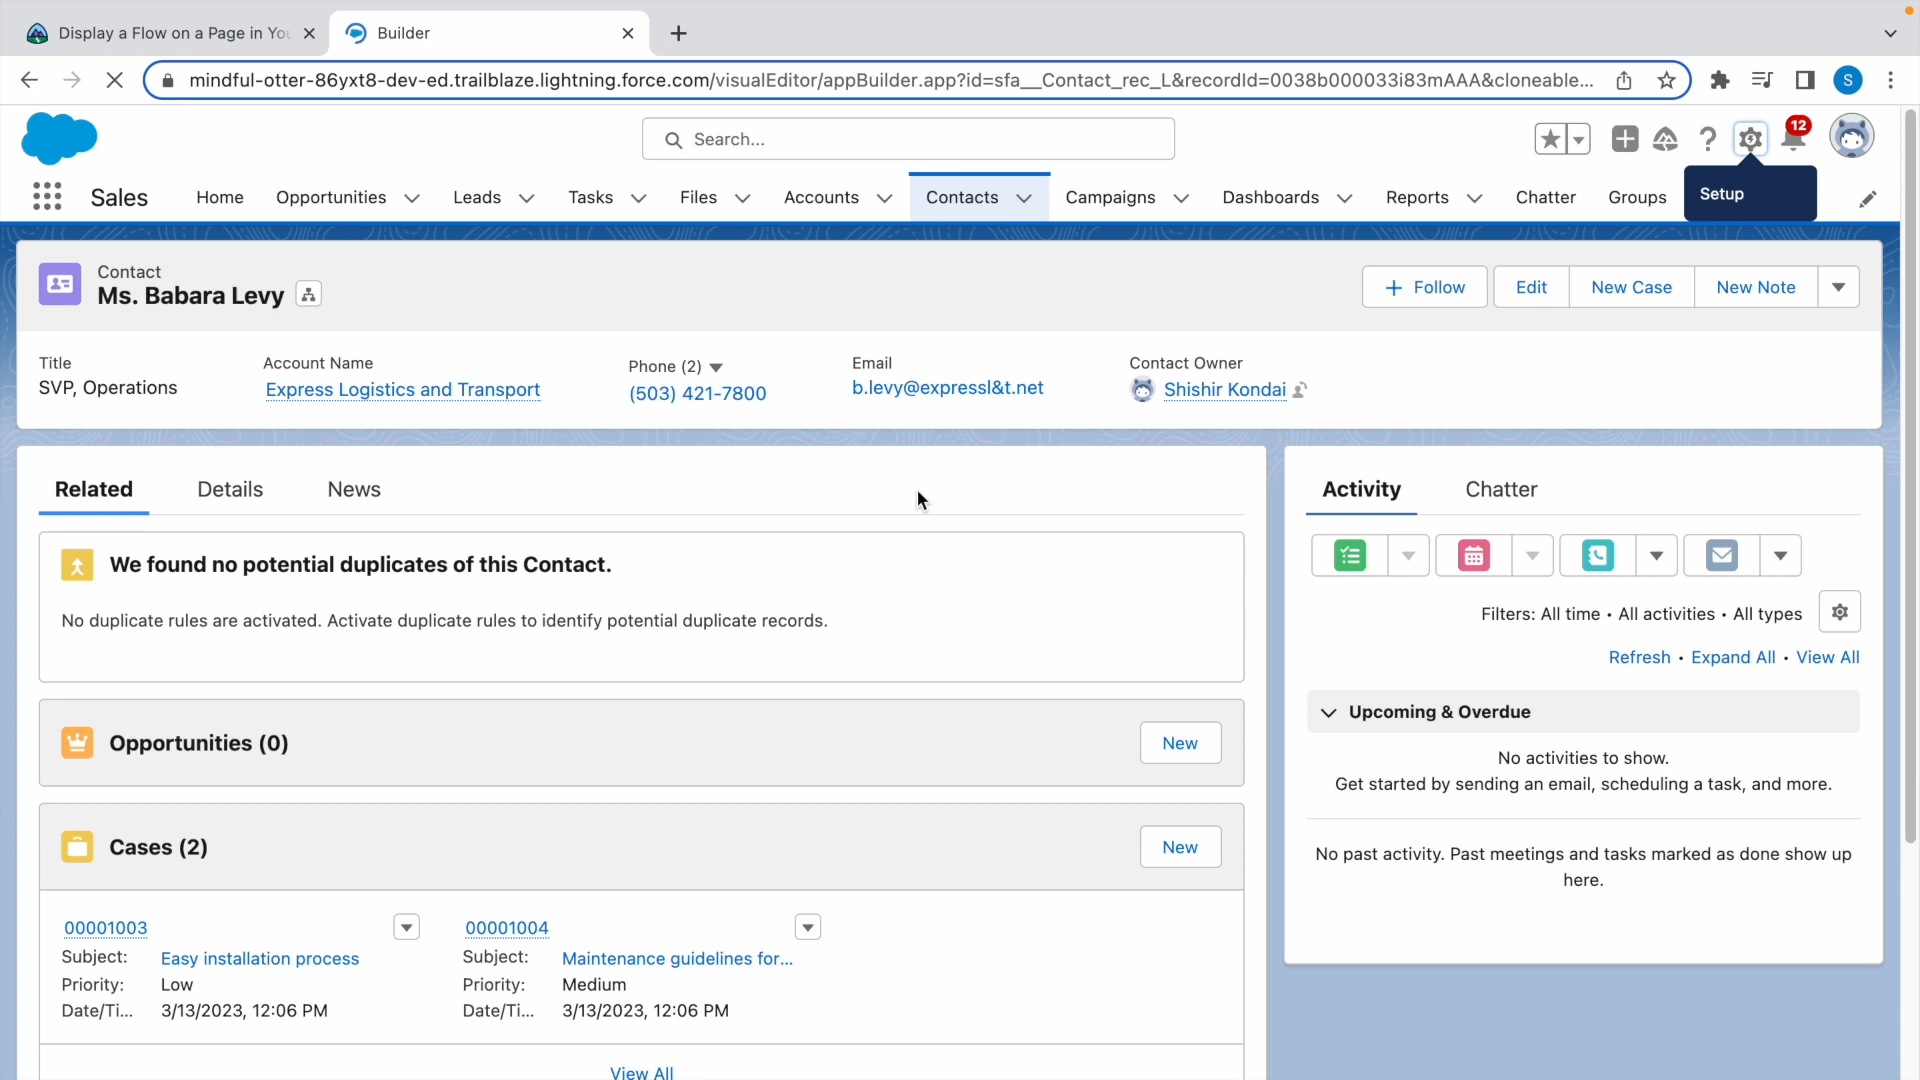 Display a Flow on a Page in You
Builder
mindful-otter-86yxt8-dev-ed.trailblaze.lightning.force.com/visualEditor/appBuilder.app?id=sfa__Contact_rec_L&recordId=0038b000033i83mAAA&cloneable...
S
Search...
12
Sales
Home
Opportunities
Leads
Tasks
Files
Accounts
Contacts
Campaigns
Dashboards
Reports
Chatter
Groups
Setup
Contact
Ms. Babara Levy
Follow
Edit
New Case
New Note
Title
SVP, Operations
Account Name
Express Logistics and Transport
Phone (2)
(503) 421-7800
Email
b.levy@expressl&t.net
Contact Owner
Shishir Kondai
Related
Details
News
We found no potential duplicates of this Contact.
No duplicate rules are activated. Activate duplicate rules to identify potential duplicate records.
Opportunities (0)
New
Cases (2)
New
00001003
Subject: Easy installation process
Priority: Low
Date/Ti... 3/13/2023, 12:06 PM
00001004
Subject: Maintenance guidelines for...
Priority: Medium
Date/Ti... 3/13/2023, 12:06 PM
View All
Activity
Chatter
Filters: All time • All activities • All types
Refresh • Expand All • View All
Upcoming & Overdue
No activities to show.
Get started by sending an email, scheduling a task, and more.
No past activity. Past meetings and tasks marked as done show up
here.